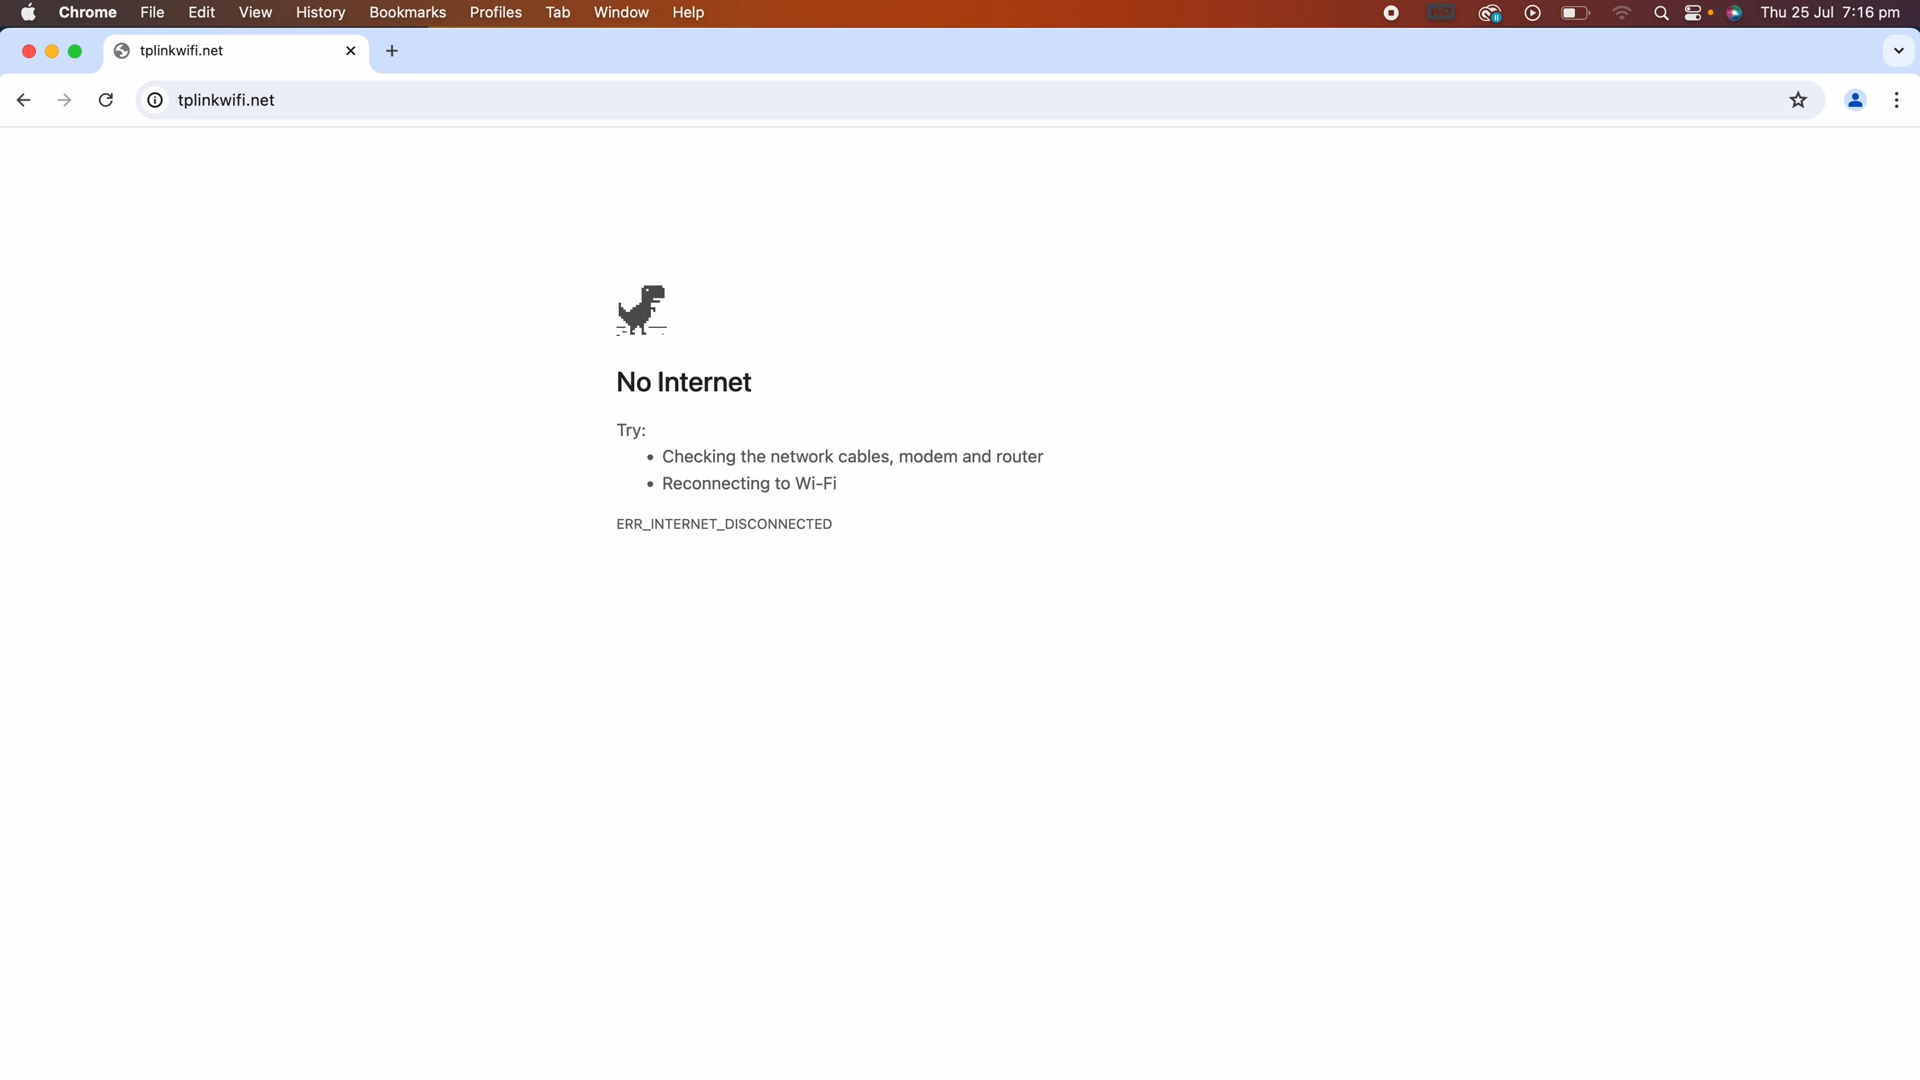 Chrome File Edit View History Bookmarks Profiles Tab Window Help Thu 25 Jul 7:16 pm
tplinkwifi.net
tplinkwifi.net
No Internet
Try:
• Checking the network cables, modem and router
• Reconnecting to Wi-Fi
ERR_INTERNET_DISCONNECTED